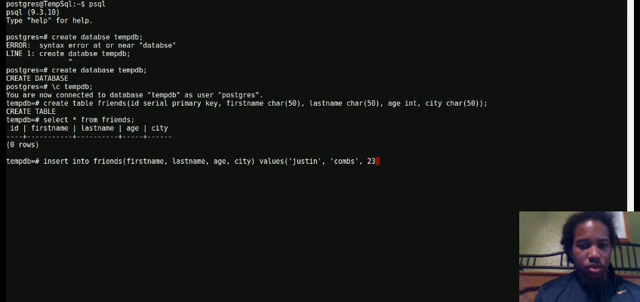 postgres@TempSql:~$ psql
psql (9.3.10)
Type "help" for help.
postgres=# create databse tempdb;
ERROR:  syntax error at or near "databse"
LINE 1: create databse tempdb;
^
postgres=# create database tempdb;
CREATE DATABASE
postgres=# \c tempdb;
You are now connected to database "tempdb" as user "postgres".
tempdb=# create table friends(id serial primary key, firstname char(50), lastname char(50), age int, city char(50));
CREATE TABLE
tempdb=# select * from friends;
id | firstname | lastname | age | city
----+-----------+----------+-----+------
(0 rows)
tempdb=# insert into friends(firstname, lastname, age, city) values('justin', 'combs', 23